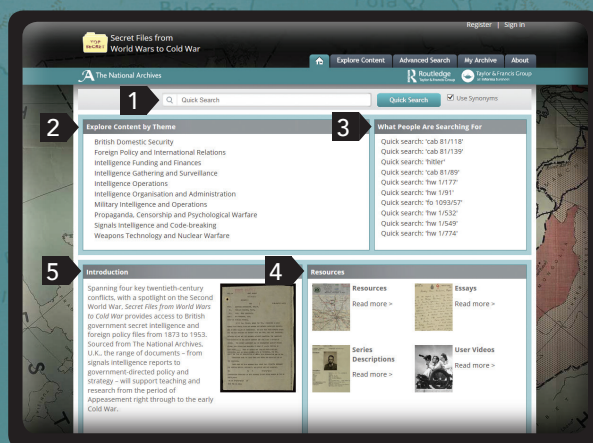 Register | Sign in
TOP SECRET
Secret Files from
World Wars to Cold War
Explore Content
Advanced Search
My Archive
About
The National Archives
Routledge
Taylor & Francis Group
Taylor & Francis Group
an informa business
1
Quick Search
Quick Search
Use Synonyms
2
Explore Content by Theme
British Domestic Security
Foreign Policy and International Relations
Intelligence Funding and Finances
Intelligence Gathering and Surveillance
Intelligence Operations
Intelligence Organisation and Administration
Military Intelligence and Operations
Propaganda, Censorship and Psychological Warfare
Signals Intelligence and Code-breaking
Weapons Technology and Nuclear Warfare
3
What People Are Searching For
Quick search: 'cab 81/118'
Quick search: 'cab 81/139'
Quick search: 'hitler'
Quick search: 'cab 81/89'
Quick search: 'hw 1/177'
Quick search: 'hw 1/91'
Quick search: 'fo 1093/57'
Quick search: 'hw 1/532'
Quick search: 'hw 1/549'
Quick search: 'hw 1/774'
5
Introduction
Spanning four key twentieth-century
conflicts, with a spotlight on the Second
World War, Secret Files from World Wars
to Cold War provides access to British
government secret intelligence and
foreign policy files from 1873 to 1953.
Sourced from The National Archives,
U.K., the range of documents – from
signals intelligence reports to
government-directed policy and
strategy – will support teaching and
research from the period of
Appeasement right through to the early
Cold War.
4
Resources
Resources
Read more >
Essays
Read more >
Series
Descriptions
Read more >
User Videos
Read more >